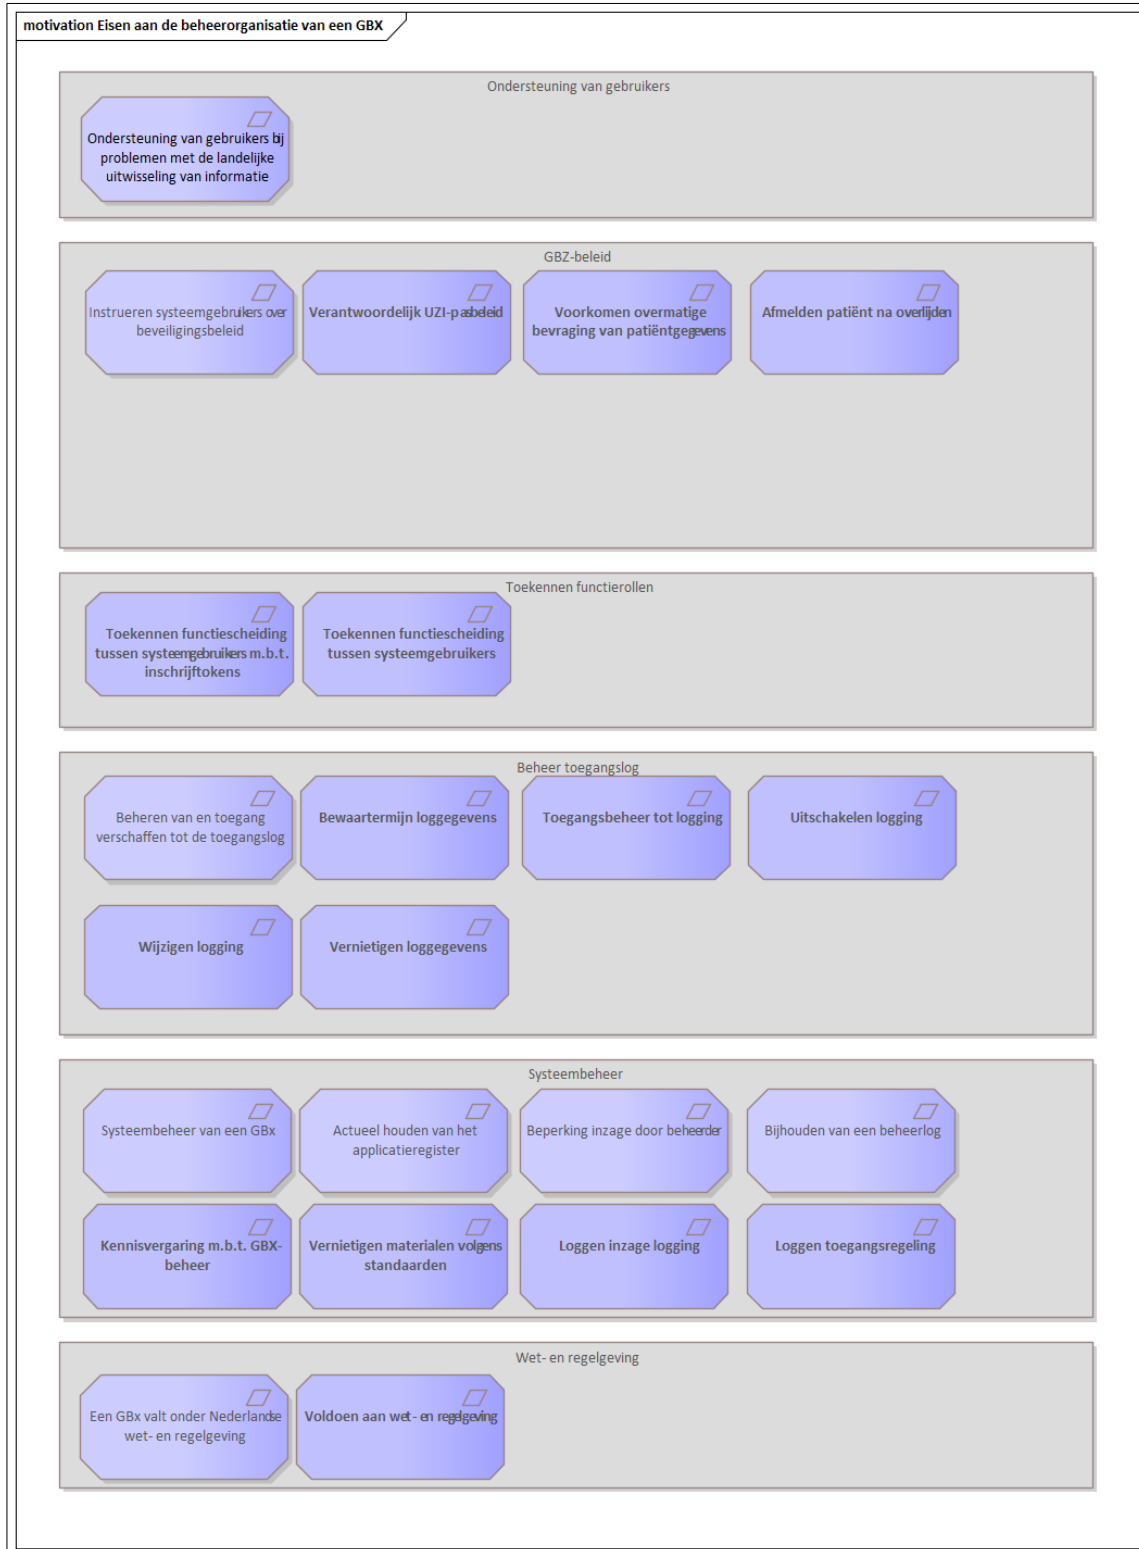 motivation Eisen aan de beheerorganisatie van een GBX
Ondersteuning van gebruikers
Ondersteuning van gebruikers bij
problemen met de landelijke
uitwisseling van informatie
GBZ-beleid
Instrueren systeemgebruikers over
beveiligingsbeleid
Verantwoordelijk UZI-pasbeleid
Voorkomen overmatige
bevraging van patiëntgegevens
Afmelden patiënt na overlijden
Toekennen functierollen
Toekennen functiescheiding
tussen systeemgebruikers m.b.t.
inschrijftokens
Toekennen functiescheiding
tussen systeemgebruikers
Beheer toegangslog
Beheren van en toegang
verschaffen tot de toegangslog
Bewaartermijn loggegevens
Toegangsbeheer tot logging
Uitschakelen logging
Wijzigen logging
Vernietigen loggegevens
Systeembeheer
Systeembeheer van een GBx
Actueel houden van het
applicatieregister
Beperking inzage door beheerder
Bijhouden van een beheerlog
Kennisvergaring m.b.t. GBX-
beheer
Vernietigen materialen volgens
standaarden
Loggen inzage logging
Loggen toegangsregeling
Wet- en regelgeving
Een GBx valt onder Nederlandse
wet- en regelgeving
Voldoen aan wet- en regelgeving